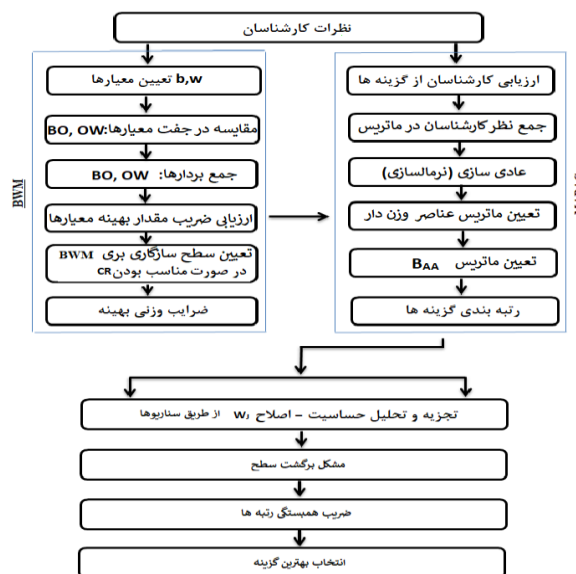 نظرات کارشناسان
b,w تعیین معیارها
مقایسه در جفت معیارها:BO, OW
جمع بردارها: BO, OW
ارزیابی ضریب مقدار بهینه معیارها
تعیین سطح سازگاری بری BWM
در صورت مناسب بودن CR
ضرایب وزنی بهینه
BWM
ارزیابی کارشناسان از گزینه ها
جمع نظر کارشناسان در ماتریس
عادی سازی (نرمالسازی)
تعیین ماتریس عناصر وزن دار
تعیین ماتریس BAA
رتبه بندی گزینه ها
تجزیه و تحلیل حساسیت – اصلاح wj از طریق سناریوها
مشکل برگشت سطح
ضریب همبستگی رتبه ها
انتخاب بهترین گزینه